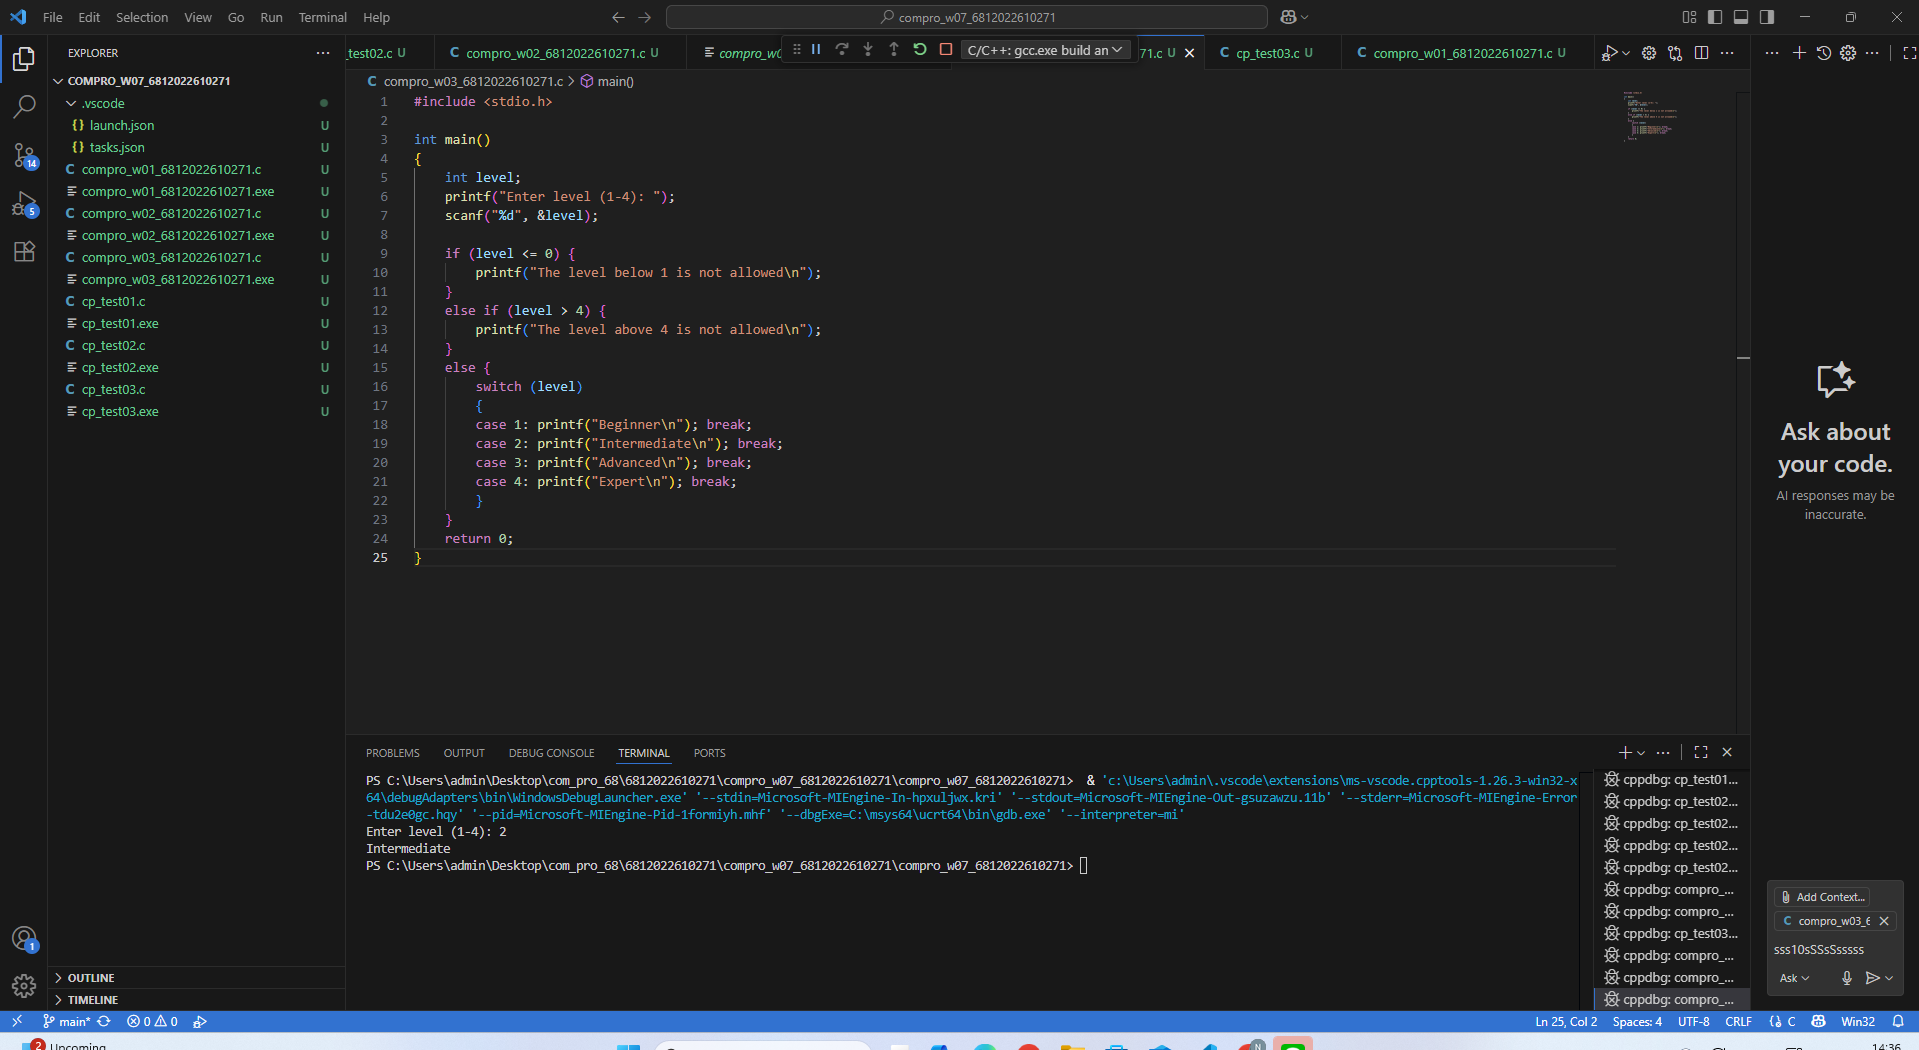 File Edit Selection View Go Run Terminal Help
compro_w07_6812022610271
EXPLORER
COMPRO_W07_6812022610271
.vscode
launch.json U
tasks.json U
compro_w01_6812022610271.c U
compro_w01_6812022610271.exe U
compro_w02_6812022610271.c U
compro_w02_6812022610271.exe U
compro_w03_6812022610271.c U
compro_w03_6812022610271.exe U
cp_test01.c U
cp_test01.exe U
cp_test02.c U
cp_test02.exe U
cp_test03.c U
cp_test03.exe U
14
5
1
OUTLINE
TIMELINE
_test02.c U
C compro_w02_6812022610271.c U
compro_w0
C/C++: gcc.exe build an
71.c U
C cp_test03.c U
C compro_w01_6812022610271.c U
C compro_w03_6812022610271.c > main()
1 #include <stdio.h>
2
3 int main()
4 {
5 int level;
6 printf("Enter level (1-4): ");
7 scanf("%d", &level);
8
9 if (level <= 0) {
10 printf("The level below 1 is not allowed\n");
11 }
12 else if (level > 4) {
13 printf("The level above 4 is not allowed\n");
14 }
15 else {
16 switch (level)
17 {
18 case 1: printf("Beginner\n"); break;
19 case 2: printf("Intermediate\n"); break;
20 case 3: printf("Advanced\n"); break;
21 case 4: printf("Expert\n"); break;
22 }
23 }
24 return 0;
25 }
PROBLEMS OUTPUT DEBUG CONSOLE TERMINAL PORTS
PS C:\Users\admin\Desktop\com_pro_68\6812022610271\compro_w07_6812022610271\compro_w07_6812022610271> & 'c:\Users\admin\.vscode\extensions\ms-vscode.cpptools-1.26.3-win32-x
64\debugAdapters\bin\WindowsDebugLauncher.exe' '--stdin=Microsoft-MIEngine-In-hpxuljwx.kri' '--stdout=Microsoft-MIEngine-Out-gsuzawzu.11b' '--stderr=Microsoft-MIEngine-Error
-tdu2e0gc.hqy' '--pid=Microsoft-MIEngine-Pid-1formiyh.mhf' '--dbgExe=C:\msys64\ucrt64\bin\gdb.exe' '--interpreter=mi'
Enter level (1-4): 2
Intermediate
PS C:\Users\admin\Desktop\com_pro_68\6812022610271\compro_w07_6812022610271\compro_w07_6812022610271>
cppdbg: cp_test01...
cppdbg: cp_test02...
cppdbg: cp_test02...
cppdbg: cp_test02...
cppdbg: cp_test02...
cppdbg: compro_...
cppdbg: compro_...
cppdbg: cp_test03...
cppdbg: compro_...
cppdbg: compro_...
cppdbg: compro_...
Ask about
your code.
AI responses may be
inaccurate.
Add Context...
C compro_w03_6
sss10sSSsSsssss
Ask
main* 0 0
Ln 25, Col 2 Spaces: 4 UTF-8 CRLF C Win32
2 Upcoming
14:36